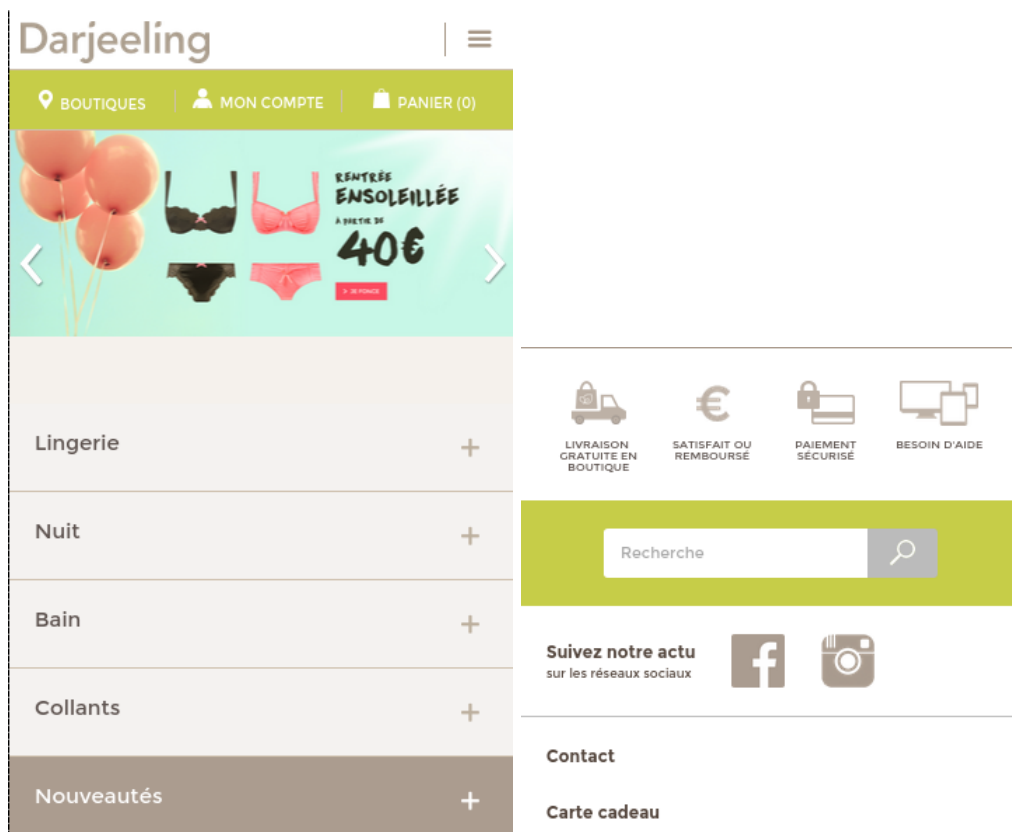 Darjeeling
BOUTIQUES
MON COMPTE
PANIER (0)
RENTRÉE
ENSOLEILLÉE
À PARTIR DE
40€
> JE FONCE
Lingerie
Nuit
Bain
Collants
Nouveautés
LIVRAISON
GRATUITE EN
BOUTIQUE
SATISFAIT OU
REMBOURSÉ
PAIEMENT
SÉCURISÉ
BESOIN D'AIDE
Recherche
Suivez notre actu
sur les réseaux sociaux
Contact
Carte cadeau